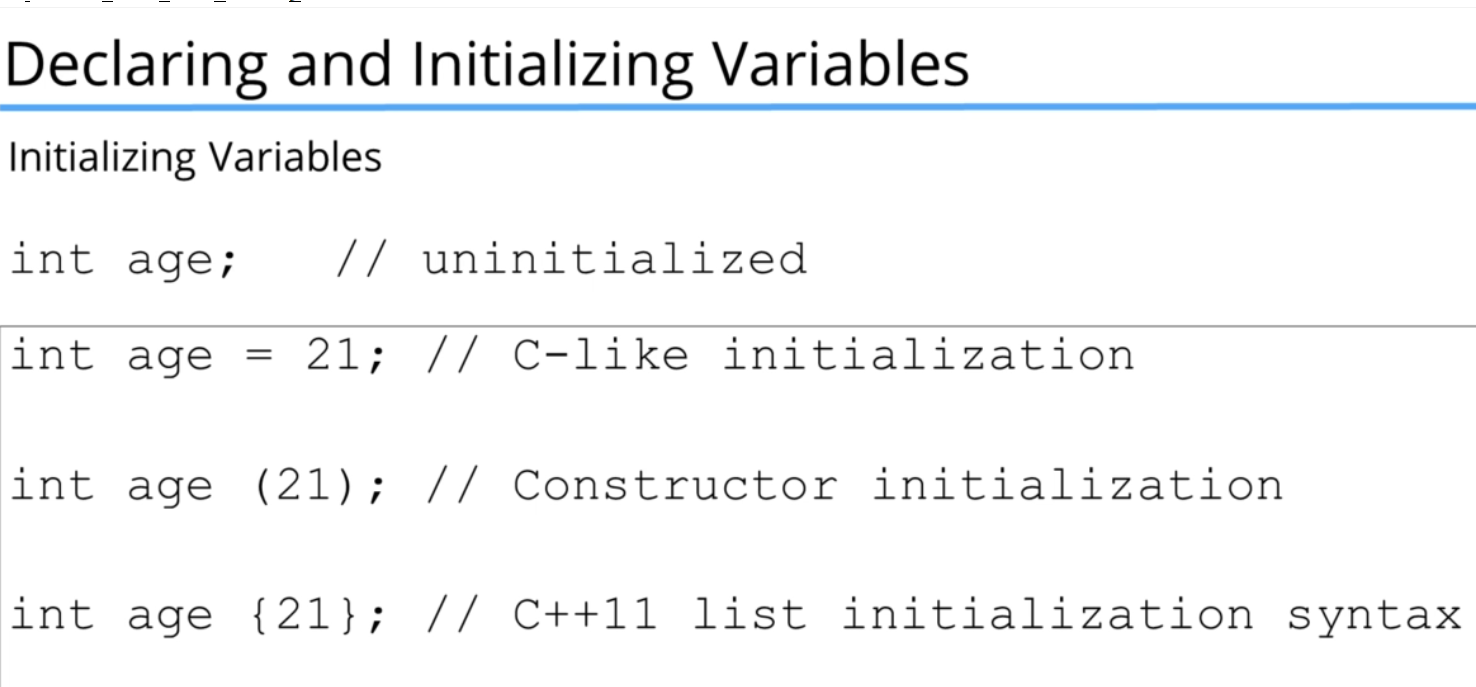 Declaring and Initializing Variables
Initializing Variables
int age;   // uninitialized
int age = 21; // C-like initialization
int age (21); // Constructor initialization
int age {21}; // C++11 list initialization syntax